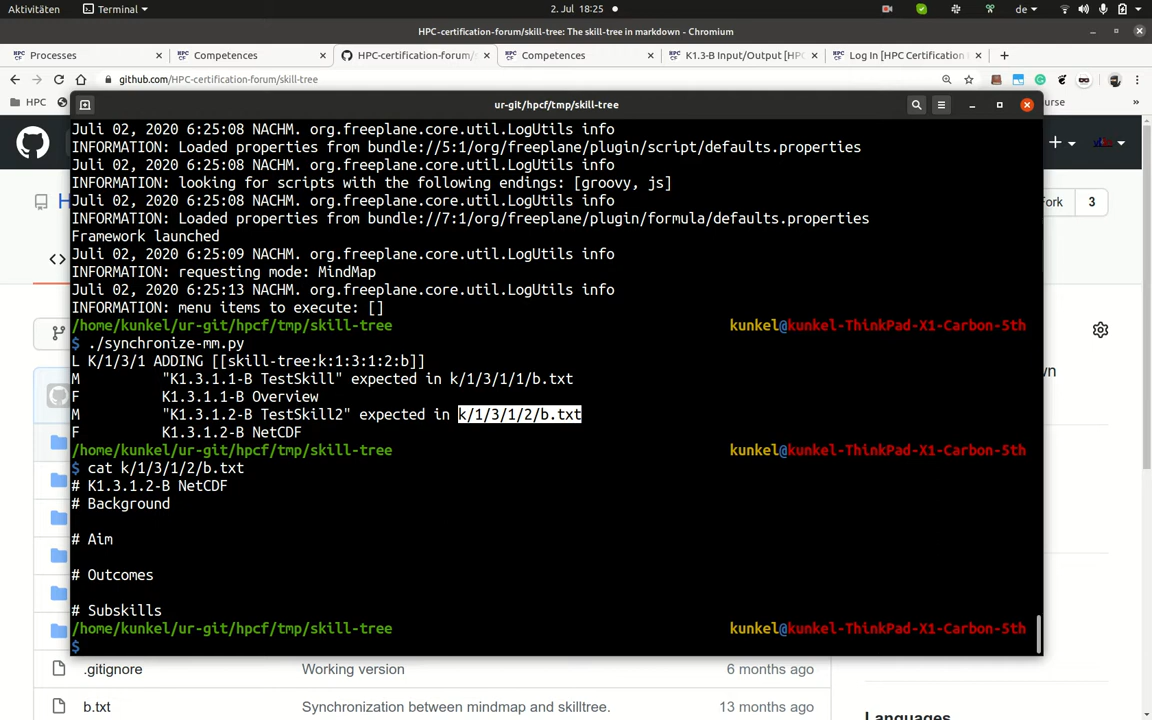 Aktivitäten Terminal 2. Jul 18:25 de
HPC-certification-forum/skill-tree: The skill-tree in markdown - Chromium
Processes × Competences × HPC-certification-forum/ × Competences × K1.3-B Input/Output [HPC × Log In [HPC Certification × +
github.com/HPC-certification-forum/skill-tree
HPC urse »
ur-git/hpcf/tmp/skill-tree
Juli 02, 2020 6:25:08 NACHM. org.freeplane.core.util.LogUtils info
INFORMATION: Loaded properties from bundle://5:1/org/freeplane/plugin/script/defaults.properties
Juli 02, 2020 6:25:08 NACHM. org.freeplane.core.util.LogUtils info
INFORMATION: looking for scripts with the following endings: [groovy, js]
Juli 02, 2020 6:25:08 NACHM. org.freeplane.core.util.LogUtils info
INFORMATION: Loaded properties from bundle://7:1/org/freeplane/plugin/formula/defaults.properties
Framework launched
Juli 02, 2020 6:25:09 NACHM. org.freeplane.core.util.LogUtils info
INFORMATION: requesting mode: MindMap
Juli 02, 2020 6:25:13 NACHM. org.freeplane.core.util.LogUtils info
INFORMATION: menu items to execute: []
/home/kunkel/ur-git/hpcf/tmp/skill-tree kunkel@kunkel-ThinkPad-X1-Carbon-5th
$ ./synchronize-mm.py
L K/1/3/1 ADDING [[skill-tree:k:1:3:1:2:b]]
M "K1.3.1.1-B TestSkill" expected in k/1/3/1/1/b.txt
F K1.3.1.1-B Overview
M "K1.3.1.2-B TestSkill2" expected in k/1/3/1/2/b.txt
F K1.3.1.2-B NetCDF
/home/kunkel/ur-git/hpcf/tmp/skill-tree kunkel@kunkel-ThinkPad-X1-Carbon-5th
$ cat k/1/3/1/2/b.txt
# K1.3.1.2-B NetCDF
# Background
# Aim
# Outcomes
# Subskills
/home/kunkel/ur-git/hpcf/tmp/skill-tree kunkel@kunkel-ThinkPad-X1-Carbon-5th
$
H
Fork 3
<>
vn
.gitignore Working version 6 months ago
b.txt Synchronization between mindmap and skilltree. 13 months ago
Languages